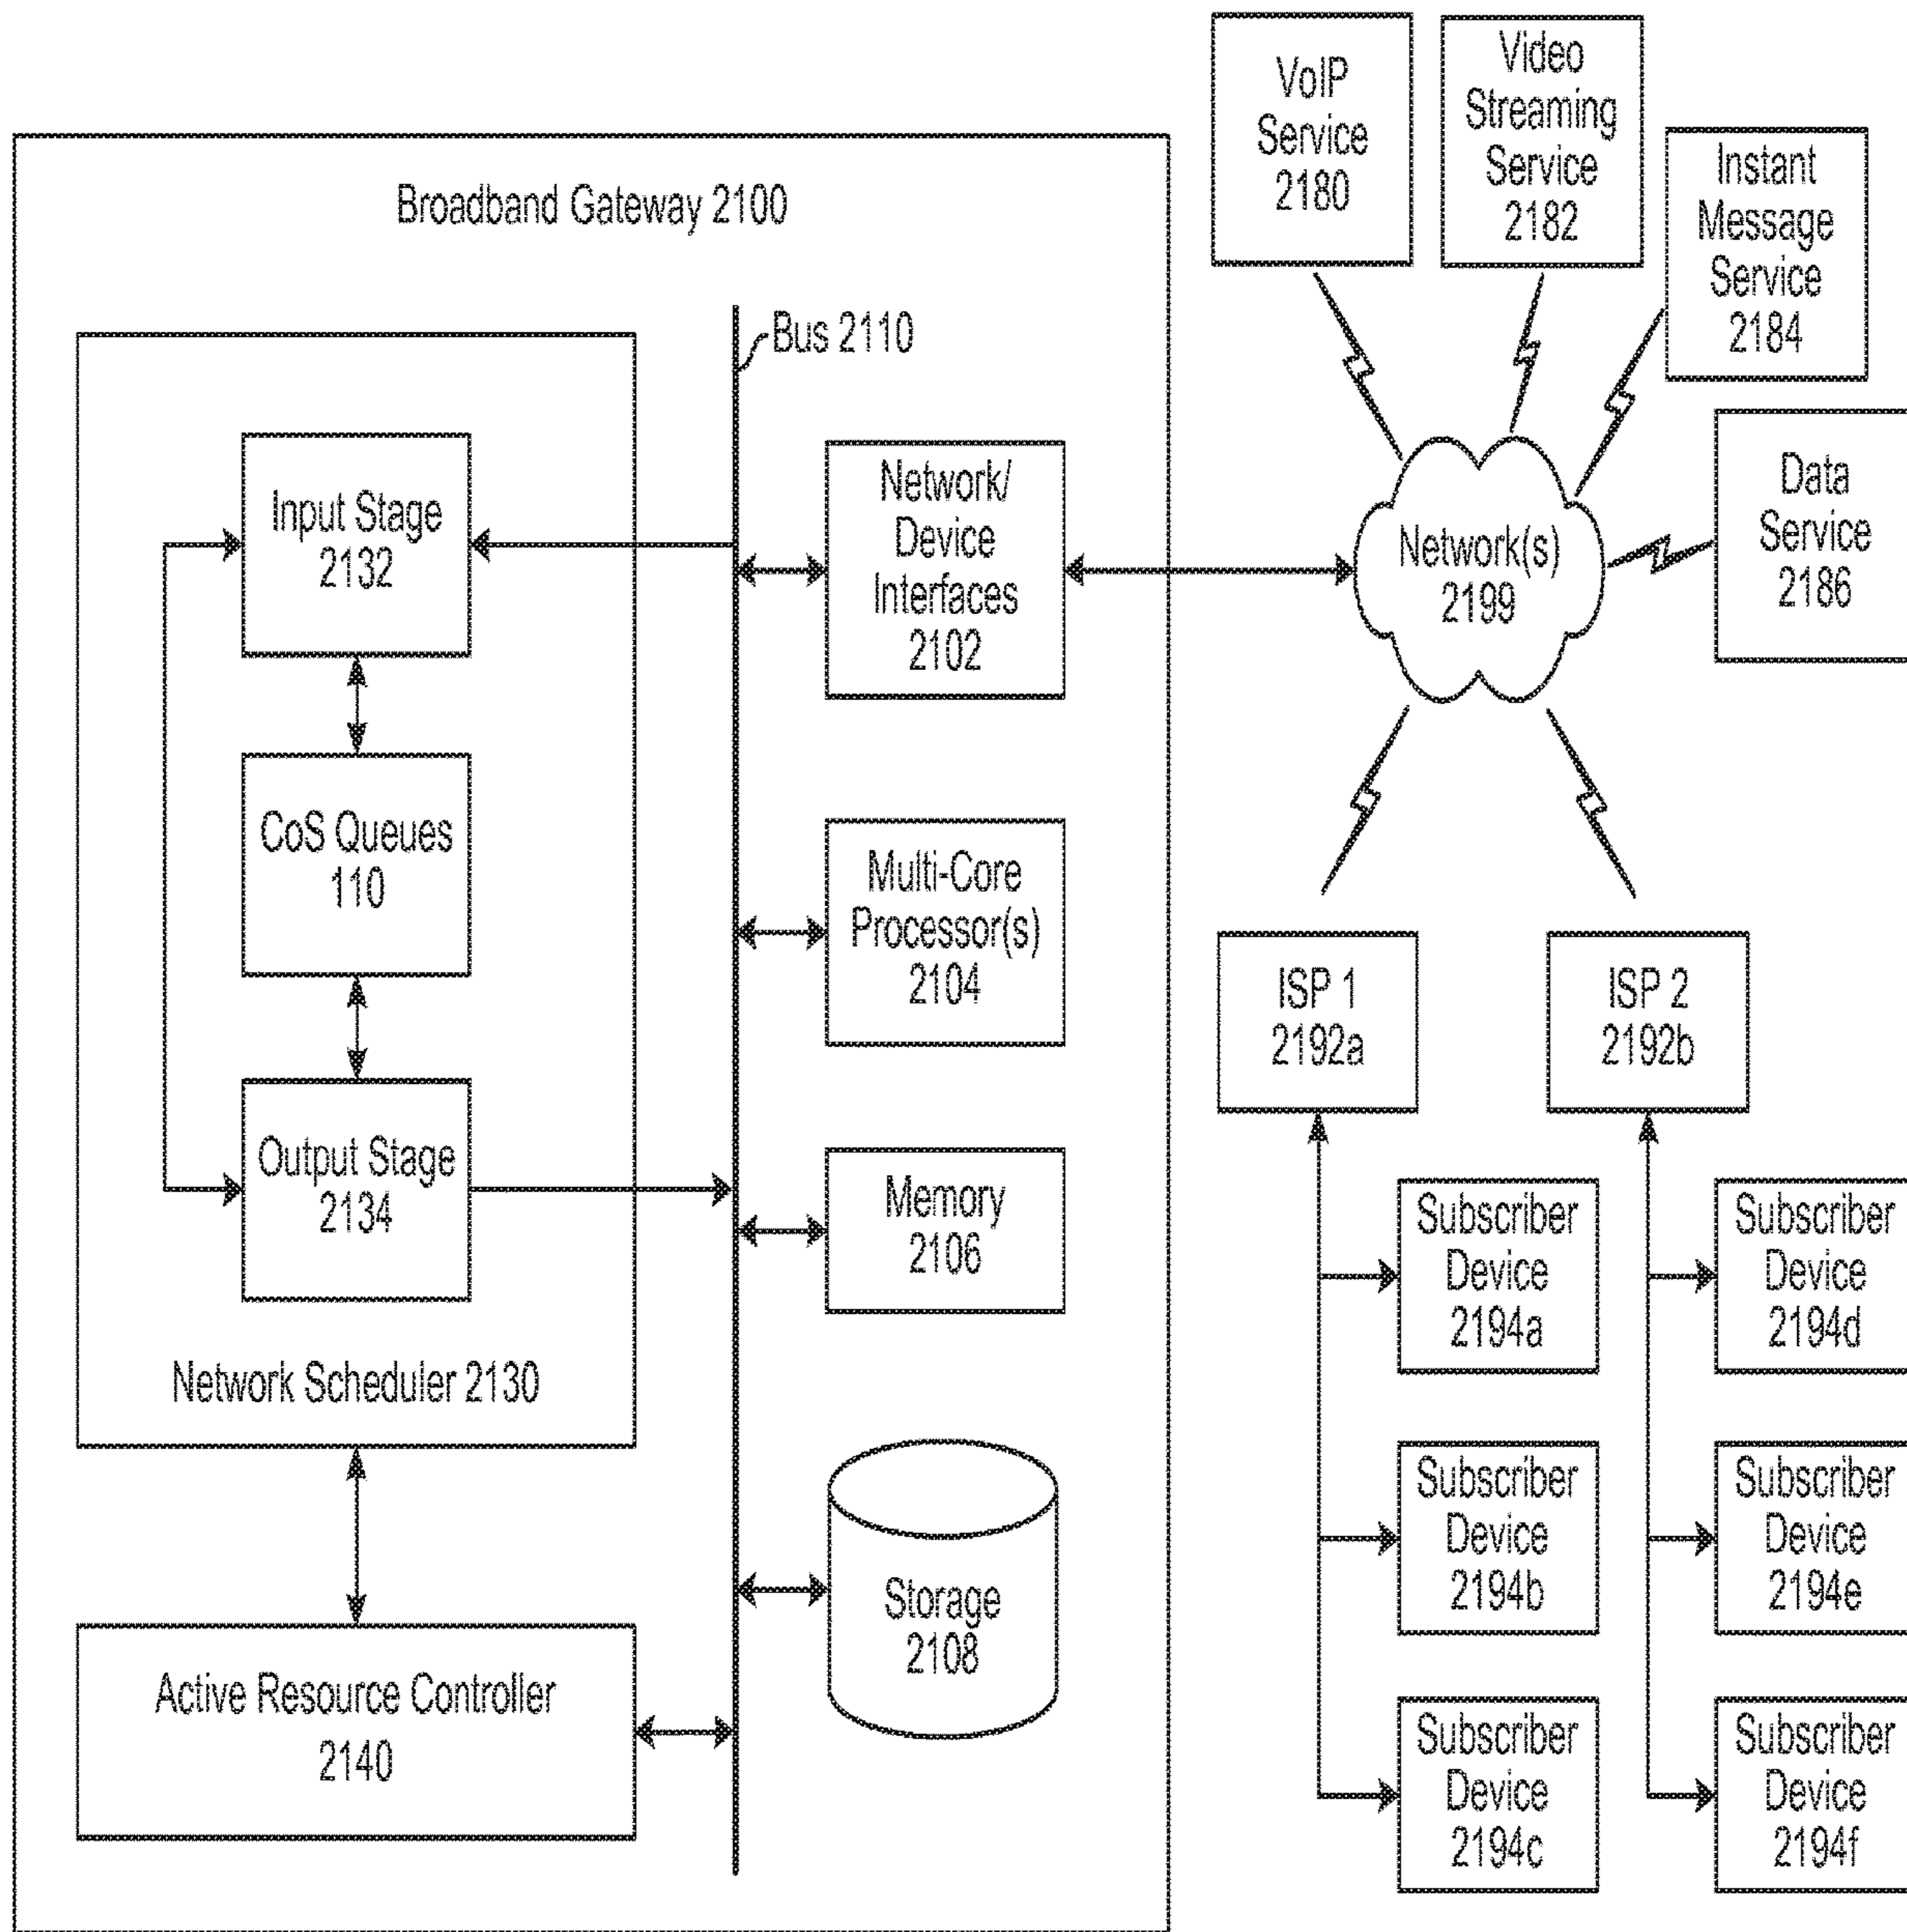 Broadband Gateway 2100
Bus 2110
Input Stage
2132
CoS Queues
110
Output Stage
2134
Network Scheduler 2130
Active Resource Controller
2140
Network/
Device
Interfaces
2102
Multi-Core
Processor(s)
2104
Memory
2106
Storage
2108
VoIP
Service
2180
Video
Streaming
Service
2182
Instant
Message
Service
2184
Data
Service
2186
Network(s)
2199
ISP 1
2192a
ISP 2
2192b
Subscriber
Device
2194a
Subscriber
Device
2194b
Subscriber
Device
2194c
Subscriber
Device
2194d
Subscriber
Device
2194e
Subscriber
Device
2194f